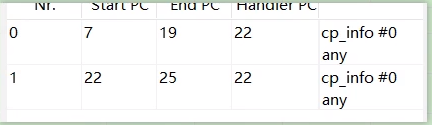 Nr. Start PC End PC Handler PC
0 7 19 22 cp_info #0
any
1 22 25 22 cp_info #0
any